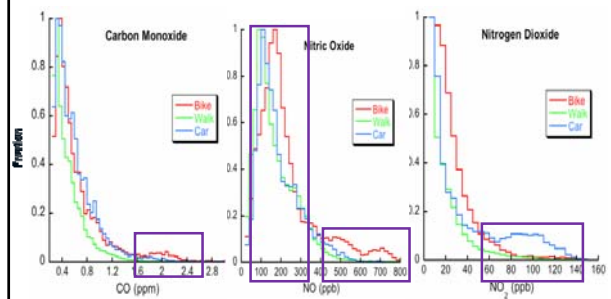 Carbon Monoxide
Bike
Walk
Car
1
0.8
0.6
0.4
0.2
0
0.4 0.8 1.2 1.6 2 2.4 2.8
CO (ppm)
Nitric Oxide
Bike
Walk
Car
1
0.8
0.6
0.4
0.2
0
0 100 200 300 400 500 600 700 800
NO (ppb)
Nitrogen Dioxide
Bike
Walk
Car
1
0.8
0.6
0.4
0.2
0
0 20 40 60 80 100 120 140 160
NO2 (ppb)